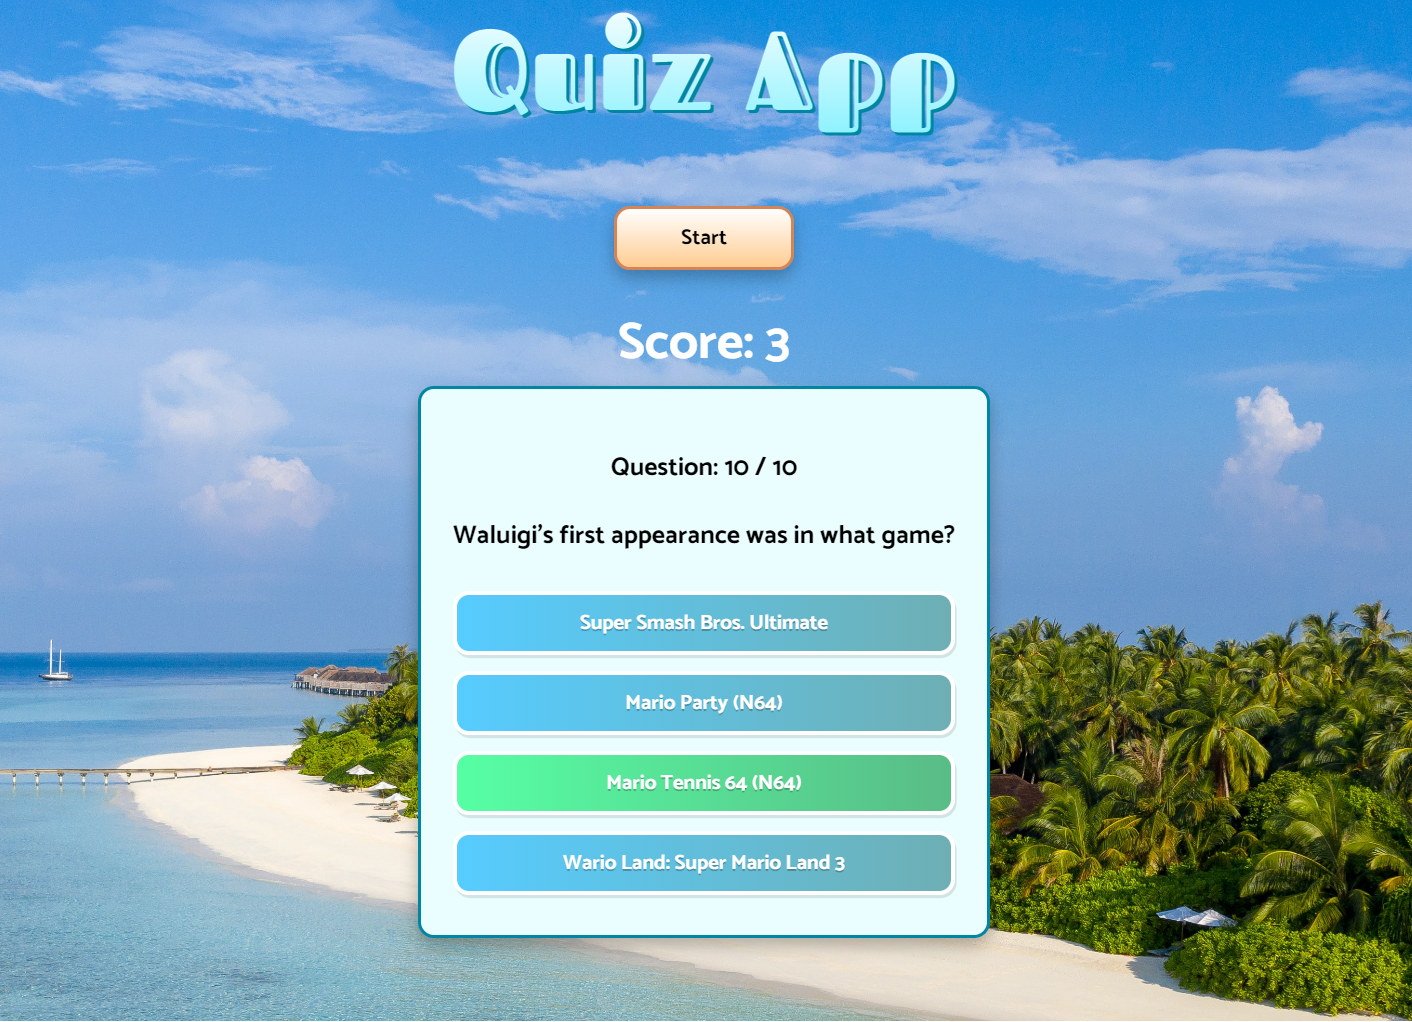 Quiz App
Start
Score: 3
Question: 10 / 10
Waluigi's first appearance was in what game?
Super Smash Bros. Ultimate
Mario Party (N64)
Mario Tennis 64 (N64)
Wario Land: Super Mario Land 3